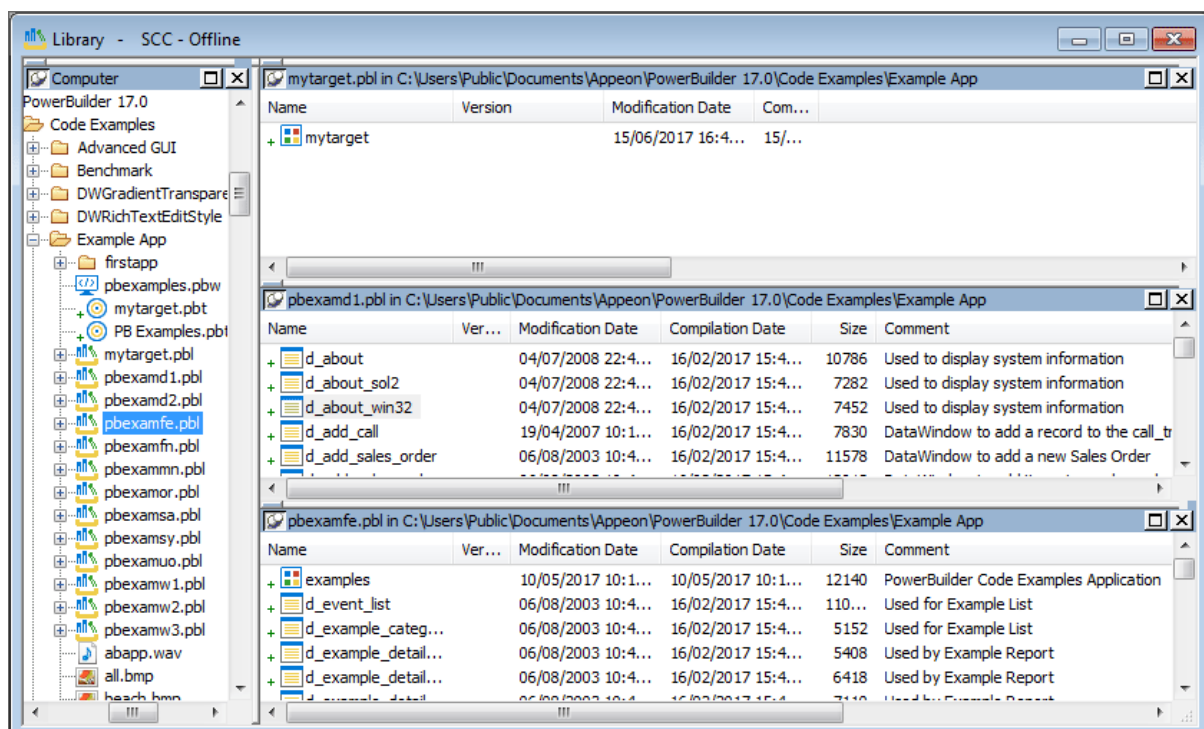 Library - SCC - Offline
Computer
PowerBuilder 17.0
Code Examples
Advanced GUI
Benchmark
DWGradientTranspare
DWRichTextEditStyle
Example App
firstapp
pbexamples.pbw
mytarget.pbt
PB Examples.pbt
mytarget.pbl
pbexamd1.pbl
pbexamd2.pbl
pbexamfe.pbl
pbexamfn.pbl
pbexammn.pbl
pbexamor.pbl
pbexamsa.pbl
pbexamsy.pbl
pbexamuo.pbl
pbexamw1.pbl
pbexamw2.pbl
pbexamw3.pbl
abapp.wav
all.bmp
beach.bmp
mytarget.pbl in C:\Users\Public\Documents\Appeon\PowerBuilder 17.0\Code Examples\Example App
Name Version Modification Date Com...
mytarget 15/06/2017 16:4... 15/...
pbexamd1.pbl in C:\Users\Public\Documents\Appeon\PowerBuilder 17.0\Code Examples\Example App
Name Ver... Modification Date Compilation Date Size Comment
d_about 04/07/2008 22:4... 16/02/2017 15:4... 10786 Used to display system information
d_about_sol2 04/07/2008 22:4... 16/02/2017 15:4... 7282 Used to display system information
d_about_win32 04/07/2008 22:4... 16/02/2017 15:4... 7452 Used to display system information
d_add_call 19/04/2007 10:1... 16/02/2017 15:4... 7830 DataWindow to add a record to the call_tr
d_add_sales_order 06/08/2003 10:4... 16/02/2017 15:4... 11578 DataWindow to add a new Sales Order
pbexamfe.pbl in C:\Users\Public\Documents\Appeon\PowerBuilder 17.0\Code Examples\Example App
Name Ver... Modification Date Compilation Date Size Comment
examples 10/05/2017 10:1... 10/05/2017 10:1... 12140 PowerBuilder Code Examples Application
d_event_list 06/08/2003 10:4... 16/02/2017 15:4... 110... Used for Example List
d_example_categ... 06/08/2003 10:4... 16/02/2017 15:4... 5152 Used for Example List
d_example_detail... 06/08/2003 10:4... 16/02/2017 15:4... 5408 Used by Example Report
d_example_detail... 06/08/2003 10:4... 16/02/2017 15:4... 6418 Used by Example Report